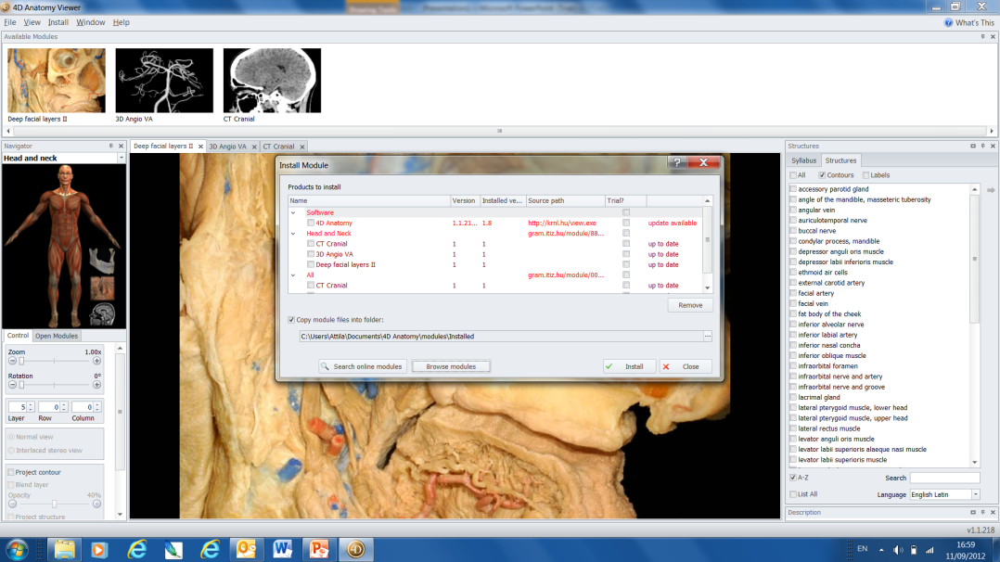 4D Anatomy Viewer
File View Install Window Help
What's This
Available Modules
Deep facial layers II
3D Angio VA
CT Cranial
Navigator
Head and neck
Deep facial layers II
3D Angio VA
CT Cranial
Install Module
Products to install
Name Version Installed ve... Source path Trial?
Software
4D Anatomy 1.1.21... 1.8 http://krnl.hu/view.exe update available
Head and Neck gram.itiz.hu/module/88...
CT Cranial 1 1 up to date
3D Angio VA 1 1 up to date
Deep facial layers II 1 1 up to date
All gram.itiz.hu/module/00...
CT Cranial 1 1 up to date
Remove
Copy module files into folder:
C:\Users\Attila\Documents\4D Anatomy\modules\Installed
Search online modules
Browse modules
Install
Close
Control
Open Modules
Zoom 1.00x
Rotation 0°
5 0 0
Layer Row Column
Normal view
Interlaced stereo view
Project contour
Blend layer
Opacity 40%
Project structure
Structures
Syllabus Structures
All Contours Labels
accessory parotid gland
angle of the mandible, masseteric tuberosity
angular vein
auriculotemporal nerve
buccal nerve
condylar process, mandible
depressor anguli oris muscle
depressor labii inferioris muscle
ethmoid air cells
external carotid artery
facial artery
facial vein
fat body of the cheek
inferior alveolar nerve
inferior labial artery
inferior nasal concha
inferior oblique muscle
infraorbital foramen
infraorbital nerve and artery
infraorbital nerve and groove
lacrimal gland
lateral pterygoid muscle, lower head
lateral pterygoid muscle, upper head
lateral rectus muscle
levator anguli oris muscle
levator labii superioris alaeque nasi muscle
levator labii superioris muscle
A-Z Search
List All Language English Latin
Description
v1.1.218
EN
16:59
11/09/2012